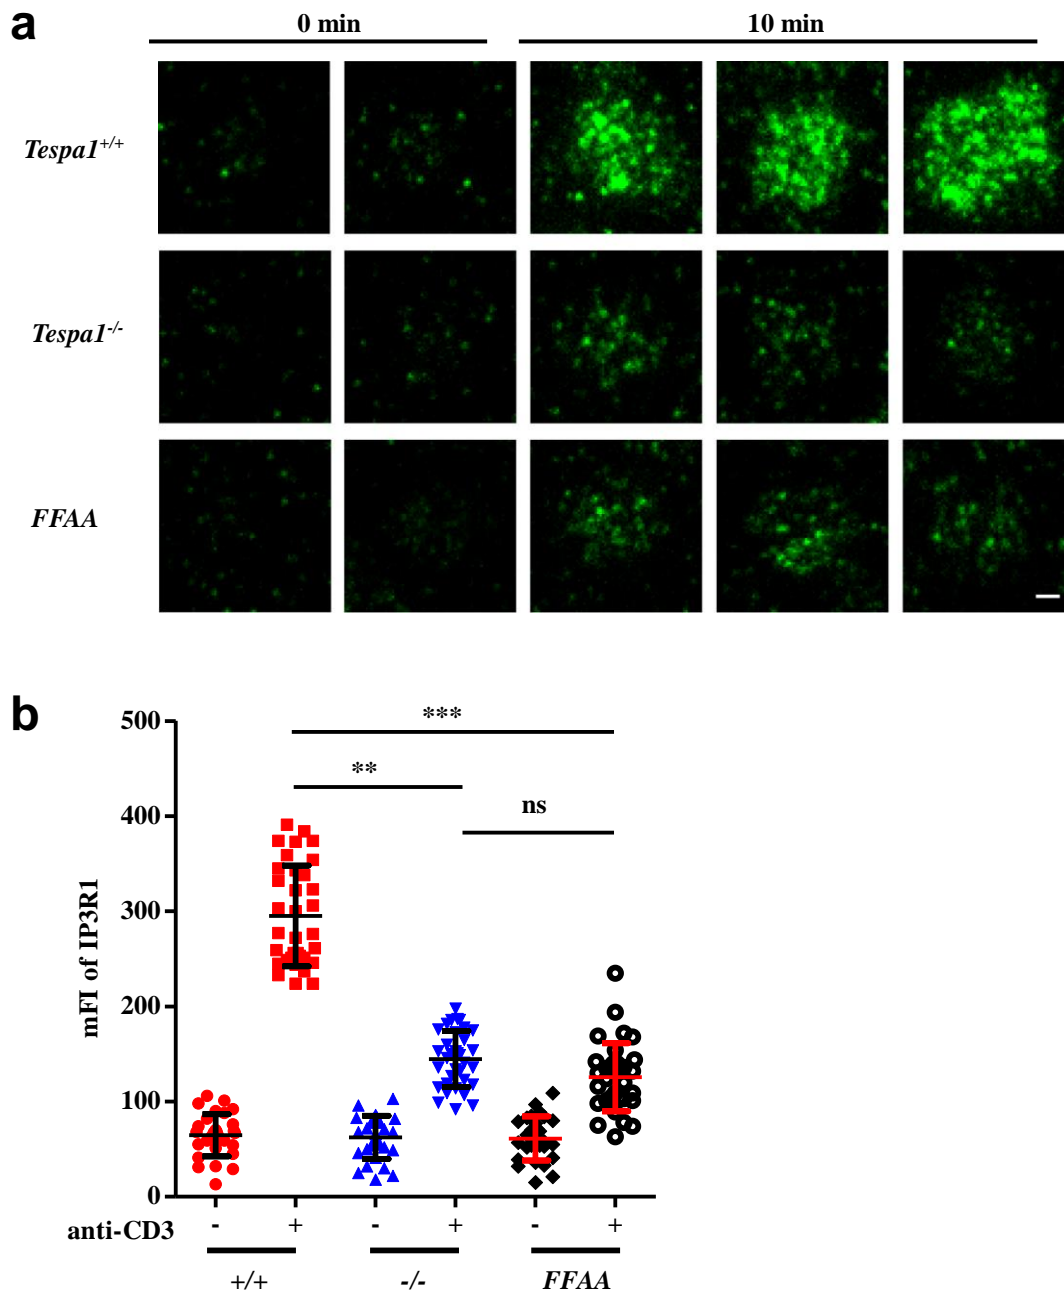 a
0 min 10 min
Tespa1+/+
Tespa1-/-
FFAA
b
500
***
**
400
ns
300
mFI of IP3R1
200
100
0
anti-CD3 - + - + - +
+/+ -/- FFAA